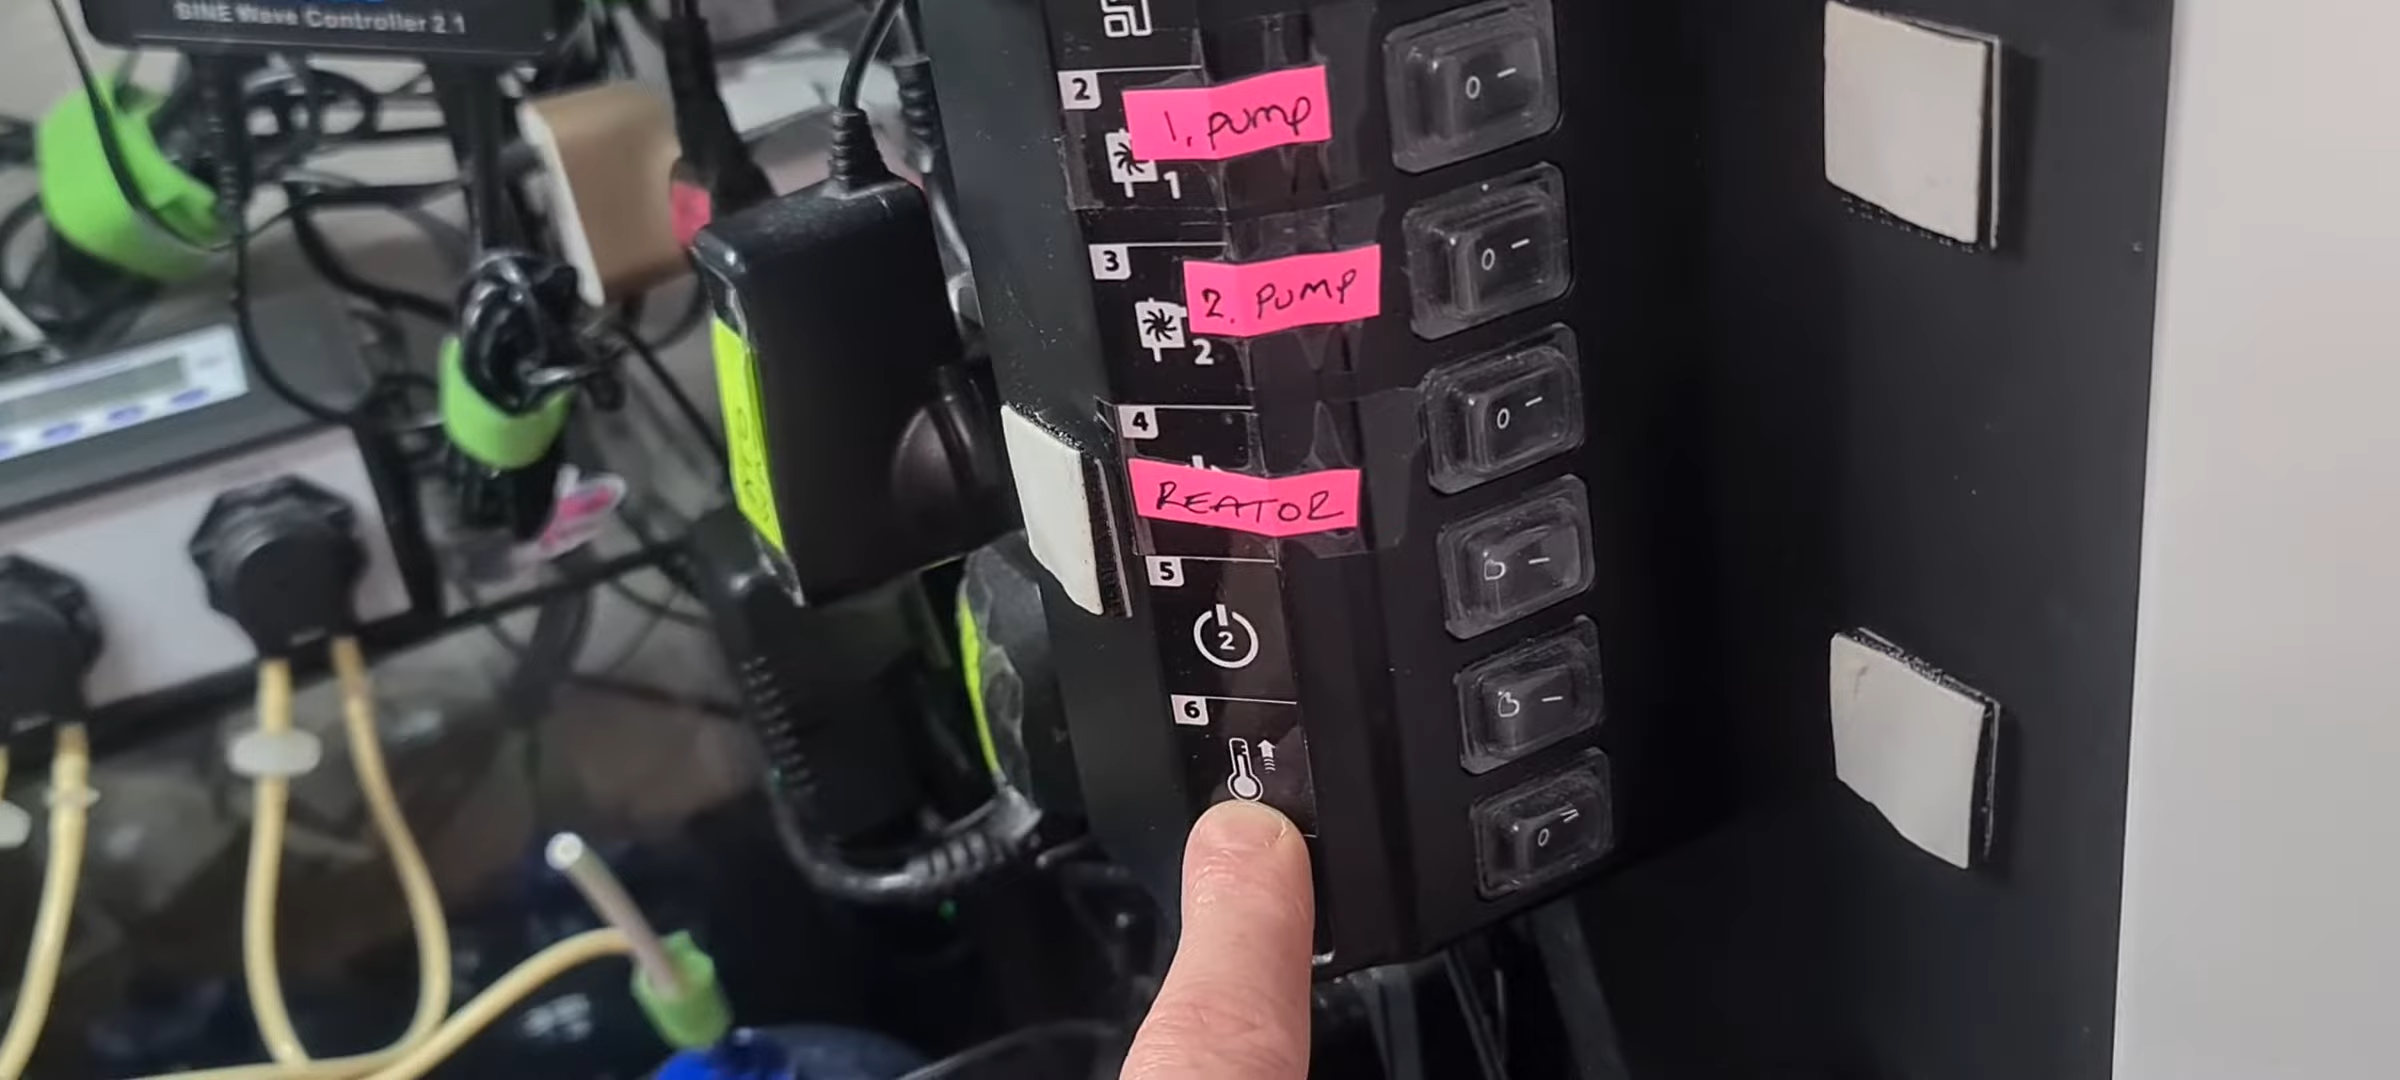 SINE Wave Controller 2.1
2
1. pump
1
O –
3
2. PUMP
2
O –
4
REATOR
O –
5
2
–
6
–
O =